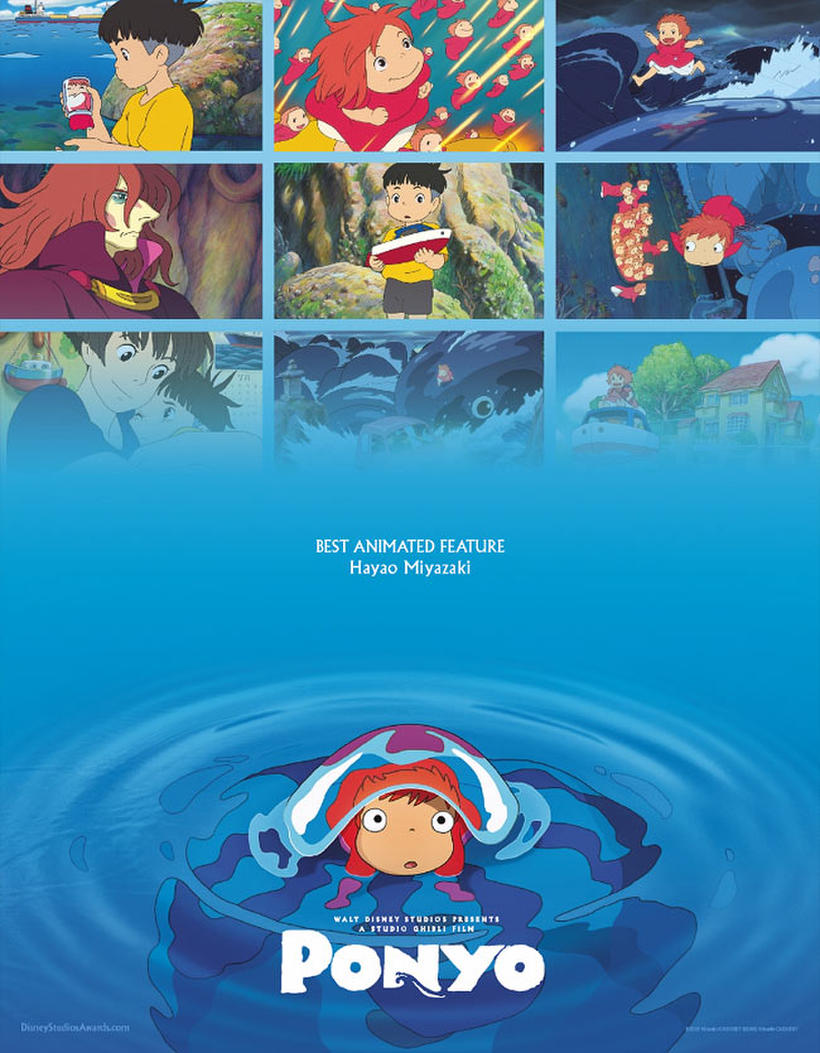 BEST ANIMATED FEATURE
Hayao Miyazaki
WALT DISNEY STUDIOS PRESENTS
A STUDIO GHIBLI FILM
PONYO
DisneyStudiosAwards.com